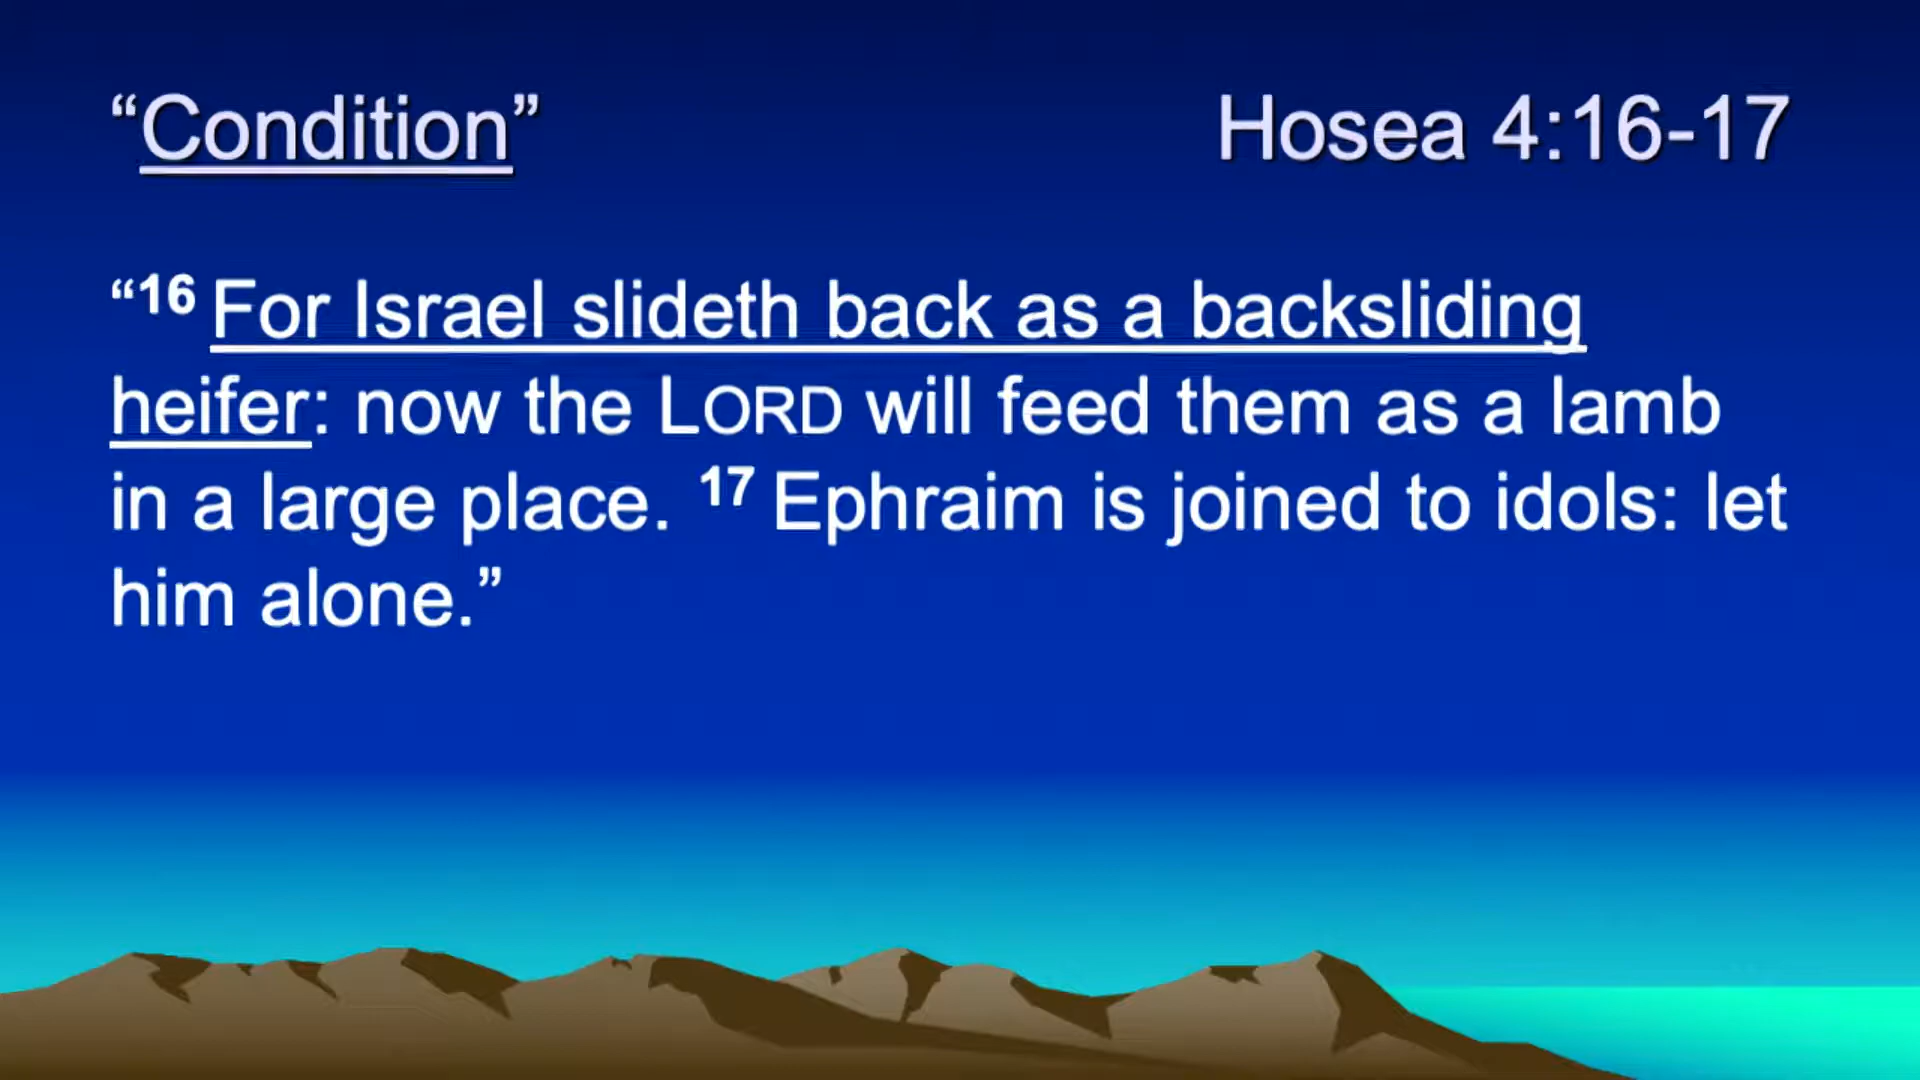 “Condition” Hosea 4:16-17
“16 For Israel slideth back as a backsliding
heifer: now the LORD will feed them as a lamb
in a large place. 17 Ephraim is joined to idols: let
him alone.”